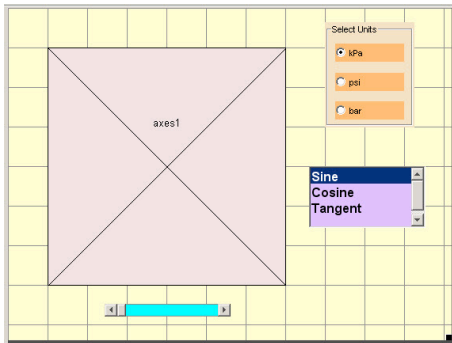 Select Units
kPa
psi
bar
axes1
Sine
Cosine
Tangent